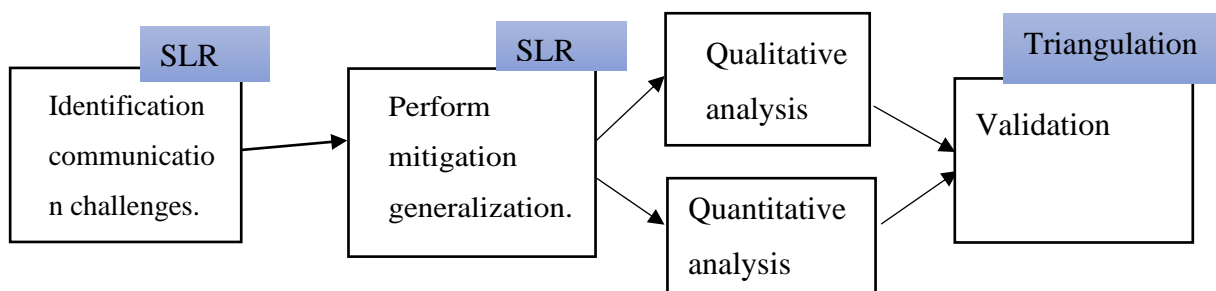 SLR
Identification
communicatio
n challenges.
SLR
Perform
mitigation
generalization.
Qualitative
analysis
Quantitative
analysis
Triangulation
Validation